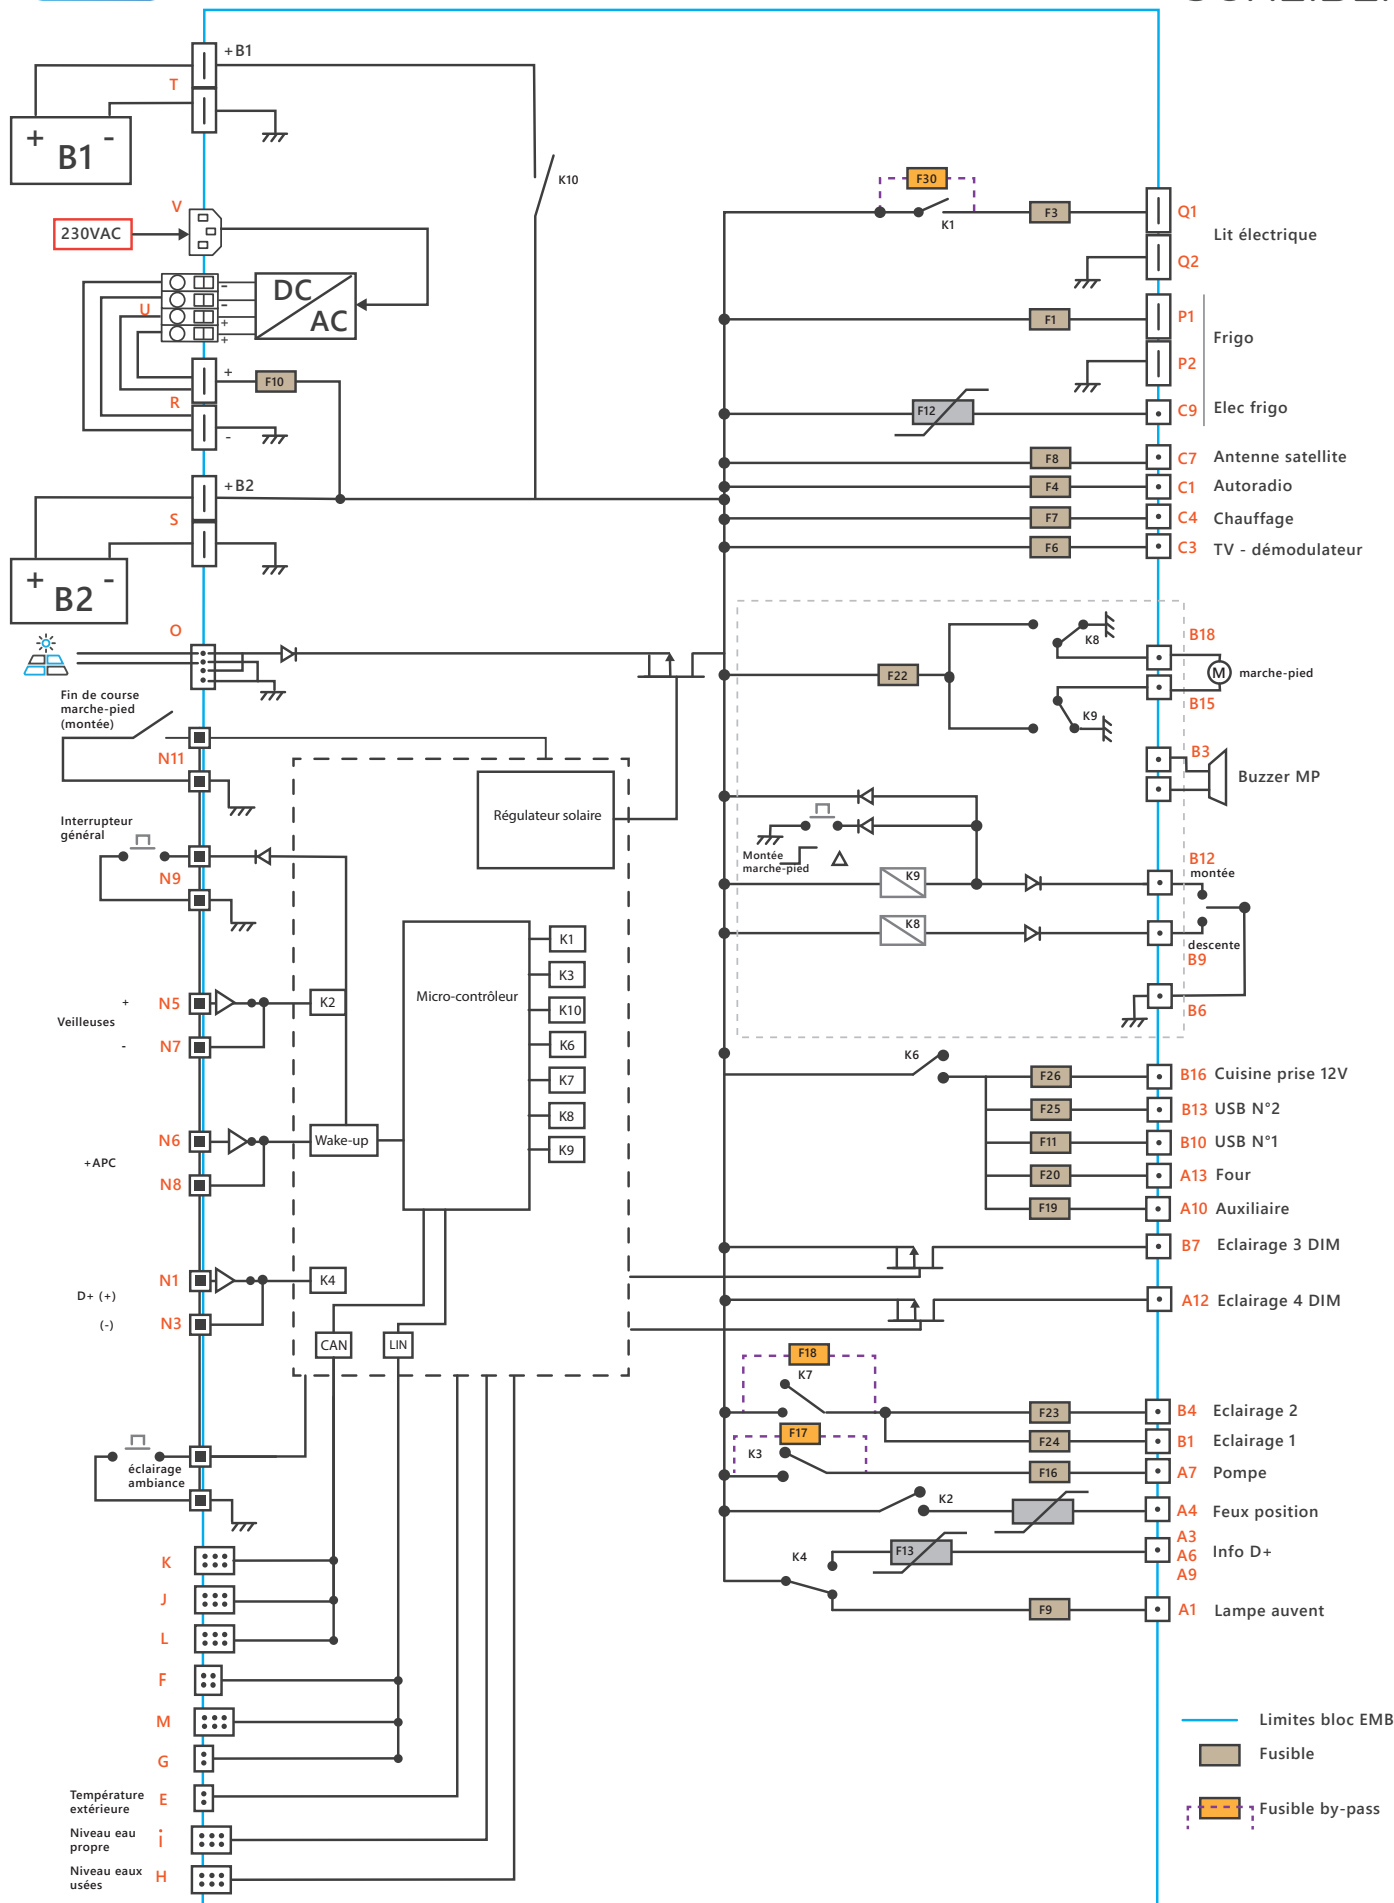 +B1
T
+ -
B1
K10
V
230VAC
DC
AC
U
-
-
+
+
+
F10
R
-
+B2
S
+ -
B2
O
Fin de course
marche-pied
(montée)
N11
Interrupteur
général
N9
Régulateur solaire
Micro-contrôleur
K1
K3
K10
K6
K7
K8
K9
+
Veilleuses
-
N5
N7
K2
N6
+APC
N8
Wake-up
N1
D+ (+)
(-)
N3
K4
CAN
LIN
éclairage
ambiance
K
J
L
F
M
G
Température
extérieure
E
Niveau eau
propre
i
Niveau eaux
usées
H
F30
K1
F3
Q1
Lit électrique
Q2
F1
P1
Frigo
P2
F12
C9
Elec frigo
F8
C7
Antenne satellite
F4
C1
Autoradio
F7
C4
Chauffage
F6
C3
TV - démodulateur
K8
F22
B18
marche-pied
M
B15
K9
B3
Buzzer MP
Montée
marche-pied
K9
B12
montée
K8
descente
B9
B6
K6
F26
B16 Cuisine prise 12V
F25
B13 USB N°2
F11
B10 USB N°1
F20
A13 Four
F19
A10 Auxiliaire
B7 Eclairage 3 DIM
A12 Eclairage 4 DIM
F18
K7
F23
B4 Eclairage 2
F17
F24
B1 Eclairage 1
K3
F16
A7 Pompe
K2
A4 Feux position
K4
F13
A3
A6
A9
Info D+
F9
A1 Lampe auvent
Limites bloc EMB
Fusible
Fusible by-pass